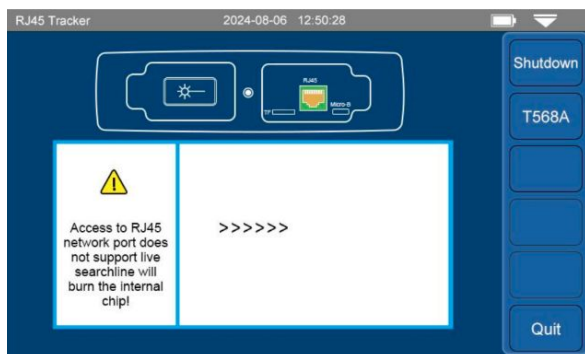 RJ45 Tracker 2024-08-06 12:50:28
Shutdown
RJ45
TF
Micro-B
T568A
Access to RJ45
network port does
not support live
searchline will
burn the internal
chip!
>>>>>>
Quit